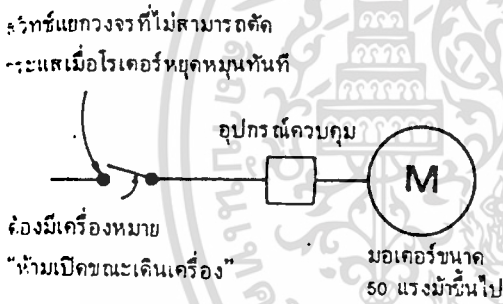 สวิทช์แยกวงจรที่ไม่สามารถตัด
กระแสเมื่อโรเตอร์หยุดหมุนทันที
อุปกรณ์ควบคุม
M
ต้องมีเครื่องหมาย
"ห้ามเปิดขณะเดินเครื่อง"
มอเตอร์ขนาด
50 แรงม้าขึ้นไป